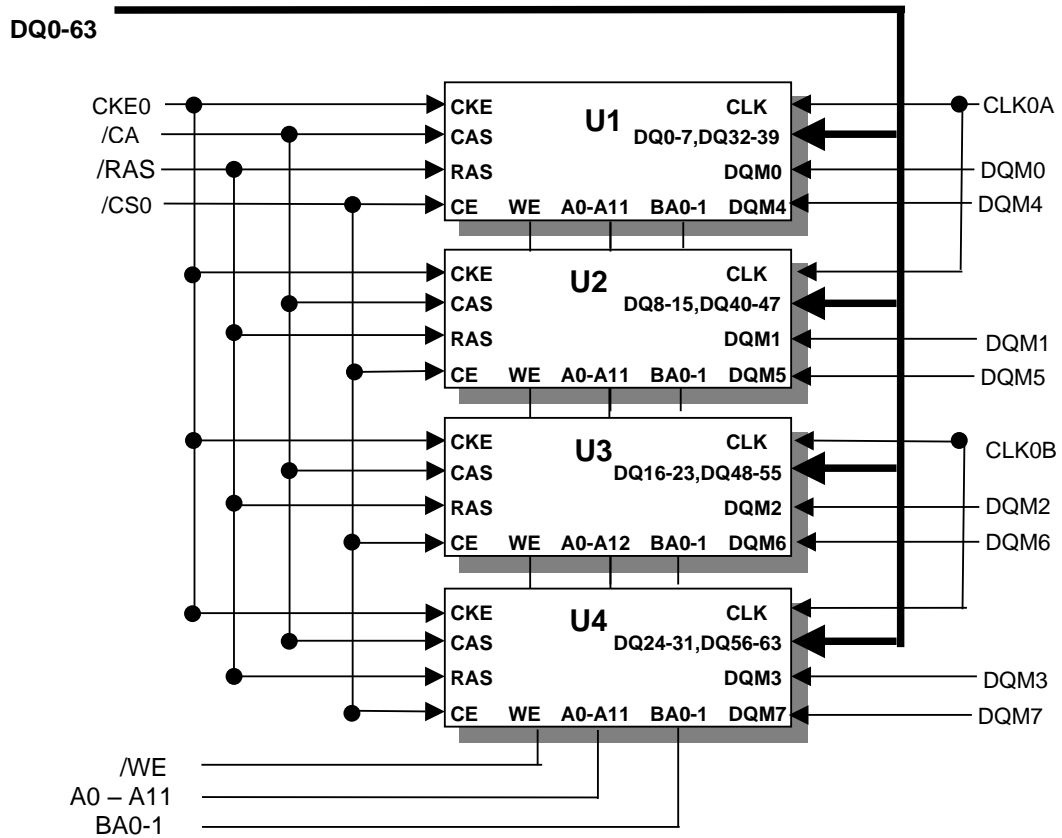 DQ0-63
CKE0
/CA
/RAS
/CS0
CKE U1 CLK
CAS DQ0-7,DQ32-39
RAS DQM0
CE WE A0-A11 BA0-1 DQM4
CLK0A
DQM0
DQM4
CKE U2 CLK
CAS DQ8-15,DQ40-47
RAS DQM1
CE WE A0-A11 BA0-1 DQM5
DQM1
DQM5
CKE U3 CLK
CAS DQ16-23,DQ48-55
RAS DQM2
CE WE A0-A12 BA0-1 DQM6
CLK0B
DQM2
DQM6
CKE U4 CLK
CAS DQ24-31,DQ56-63
RAS DQM3
CE WE A0-A11 BA0-1 DQM7
DQM3
DQM7
/WE
A0 – A11
BA0-1